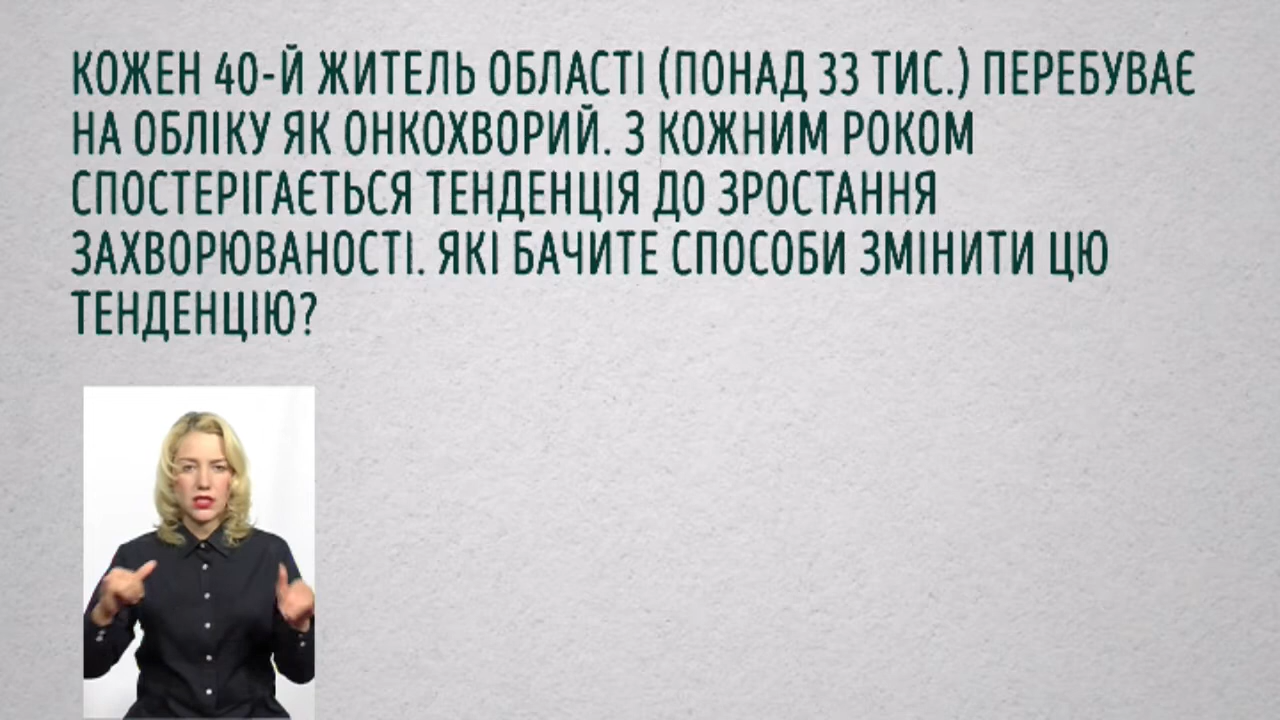 КОЖЕН 40-Й ЖИТЕЛЬ ОБЛАСТІ (ПОНАД 33 ТИС.) ПЕРЕБУВАЄ
НА ОБЛІКУ ЯК ОНКОХВОРИЙ. З КОЖНИМ РОКОМ
СПОСТЕРІГАЄТЬСЯ ТЕНДЕНЦІЯ ДО ЗРОСТАННЯ
ЗАХВОРЮВАНОСТІ. ЯКІ БАЧИТЕ СПОСОБИ ЗМІНИТИ ЦЮ
ТЕНДЕНЦІЮ?